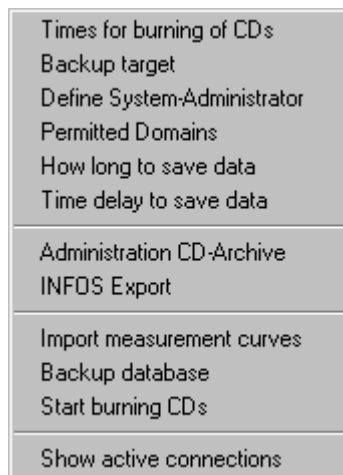 Times for burning of CDs
Backup target
Define System-Administrator
Permitted Domains
How long to save data
Time delay to save data
Administration CD-Archive
INFOS Export
Import measurement curves
Backup database
Start burning CDs
Show active connections